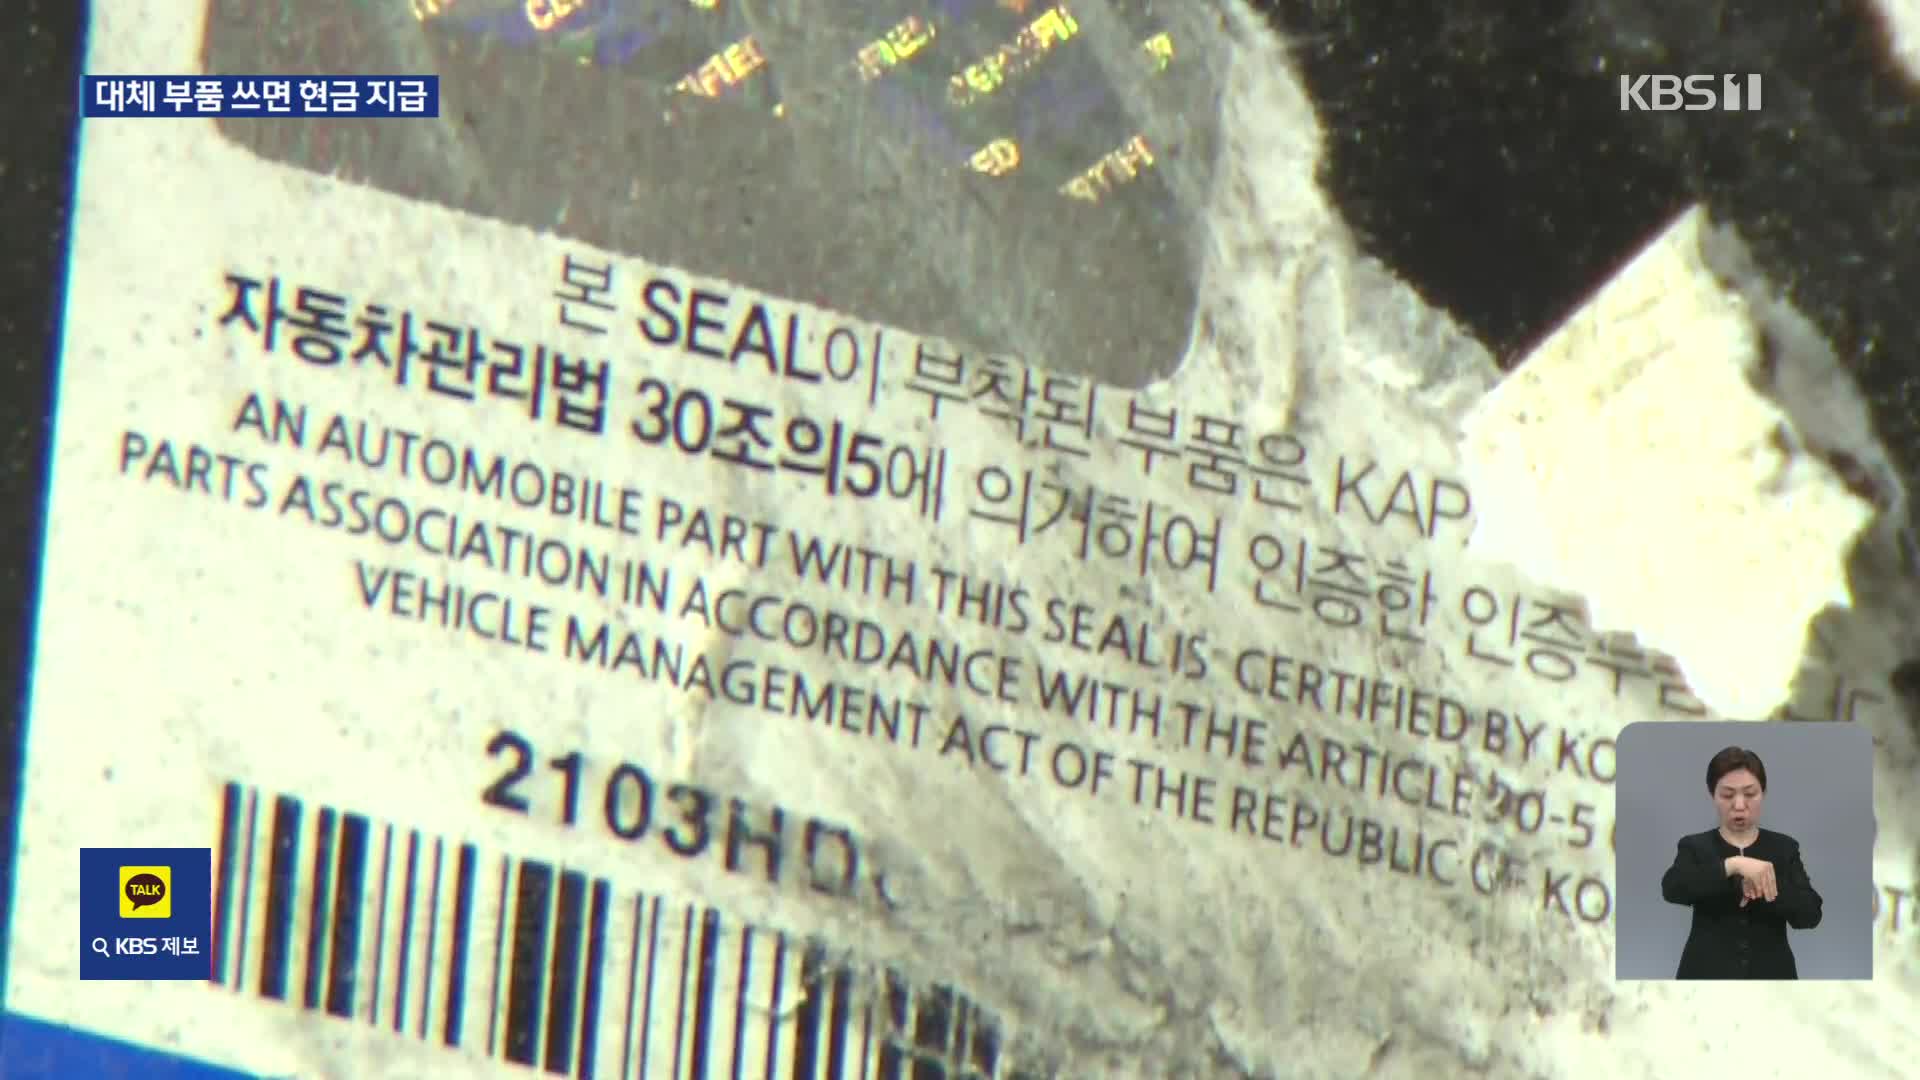 대체 부품 쓰면 현금 지급
KBS 1
FIED
ED
본 SEAL이 부착된 부품은 KAP
자동차관리법 30조의5에 의거하여 인증한 인증부품
AN AUTOMOBILE PART WITH THIS SEAL IS CERTIFIED BY KO
PARTS ASSOCIATION IN ACCORDANCE WITH THE ARTICLE 30-5
VEHICLE MANAGEMENT ACT OF THE REPUBLIC OF KO
2103HD
TALK
KBS 제보